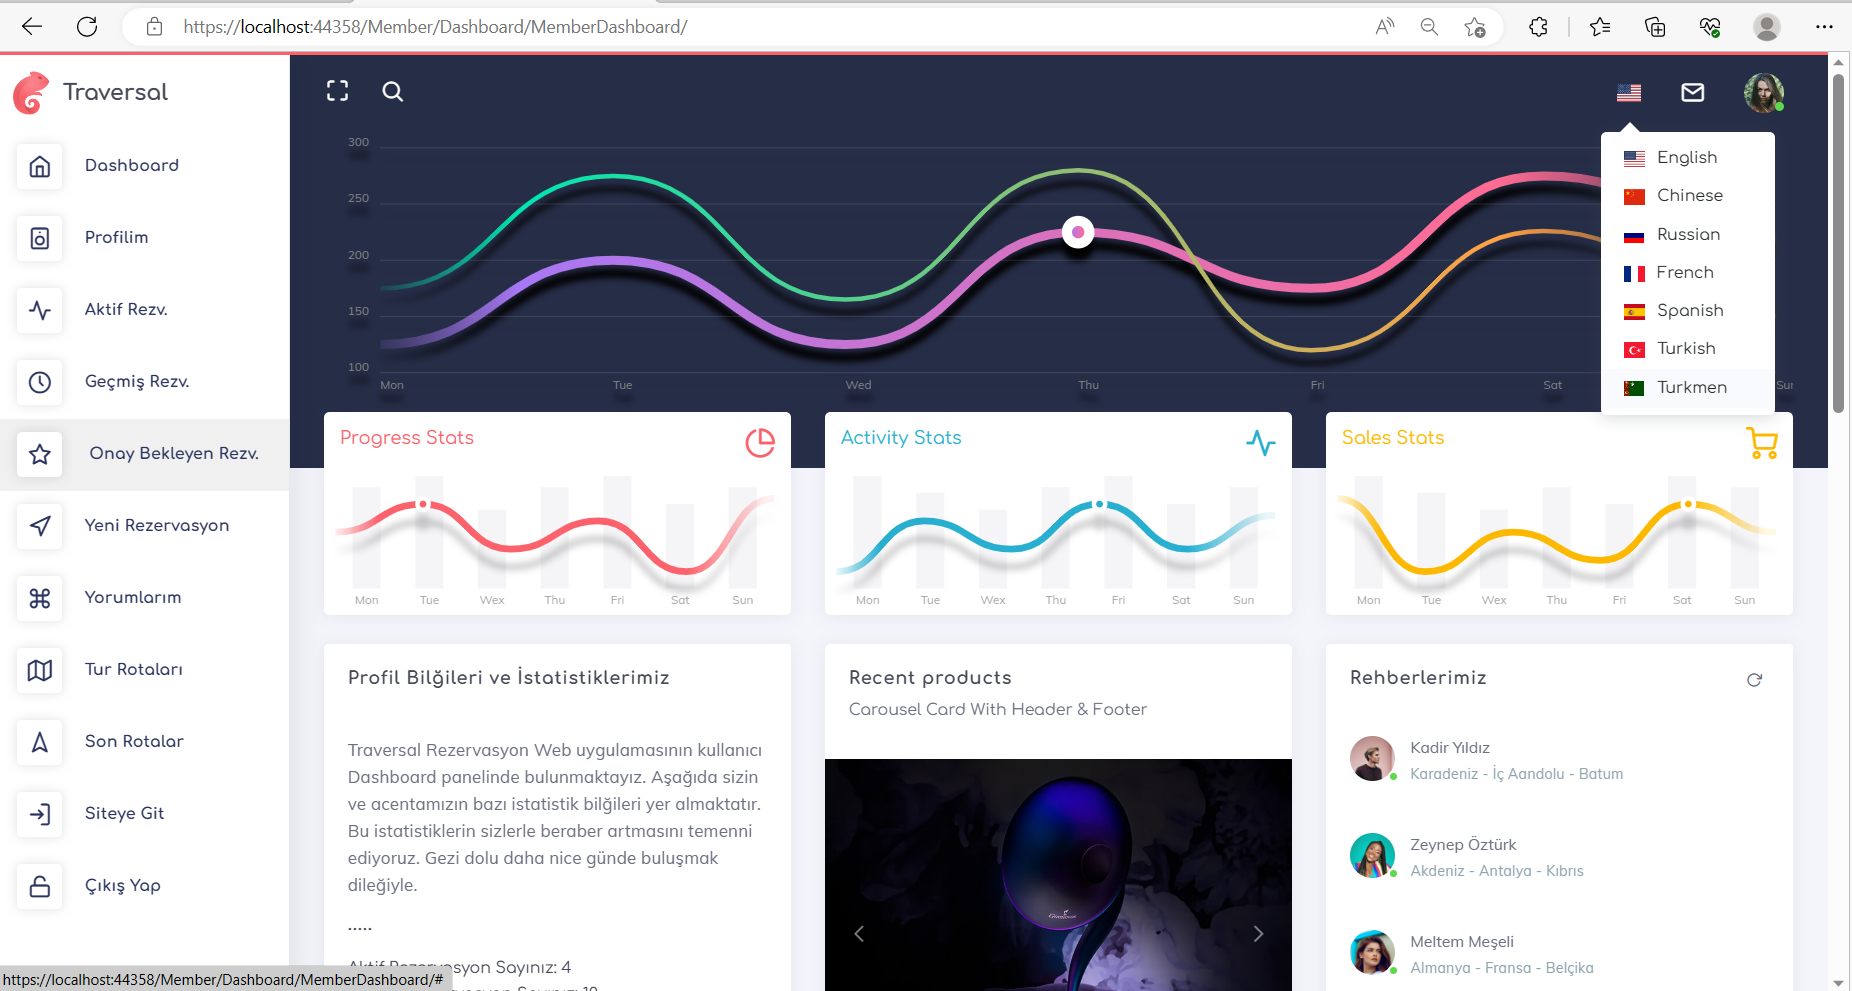 https://localhost:44358/Member/Dashboard/MemberDashboard/
Traversal
Dashboard
Profilim
Aktif Rezv.
Geçmiş Rezv.
Onay Bekleyen Rezv.
Yeni Rezervasyon
Yorumlarım
Tur Rotaları
Son Rotalar
Siteye Git
Çıkış Yap
300
250
200
150
100
Mon Tue Wed Thu Fri Sat Sun
English
Chinese
Russian
French
Spanish
Turkish
Turkmen
Progress Stats
Mon Tue Wex Thu Fri Sat Sun
Activity Stats
Mon Tue Wex Thu Fri Sat Sun
Sales Stats
Mon Tue Wex Thu Fri Sat Sun
Profil Bilğileri ve İstatistiklerimiz
Traversal Rezervasyon Web uygulamasının kullanıcı
Dashboard panelinde bulunmaktayız. Aşağıda sizin
ve acentamızın bazı istatistik bilğileri yer almaktatır.
Bu istatistiklerin sizlerle beraber artmasını temenni
ediyoruz. Gezi dolu daha nice günde buluşmak
dileğiyle.
.....
Aktif Rezervasyon Sayınız: 4
Recent products
Carousel Card With Header & Footer
Rehberlerimiz
Kadir Yıldız
Karadeniz - İç Aandolu - Batum
Zeynep Öztürk
Akdeniz - Antalya - Kıbrıs
Meltem Meşeli
Almanya - Fransa - Belçika
https://localhost:44358/Member/Dashboard/MemberDashboard/#